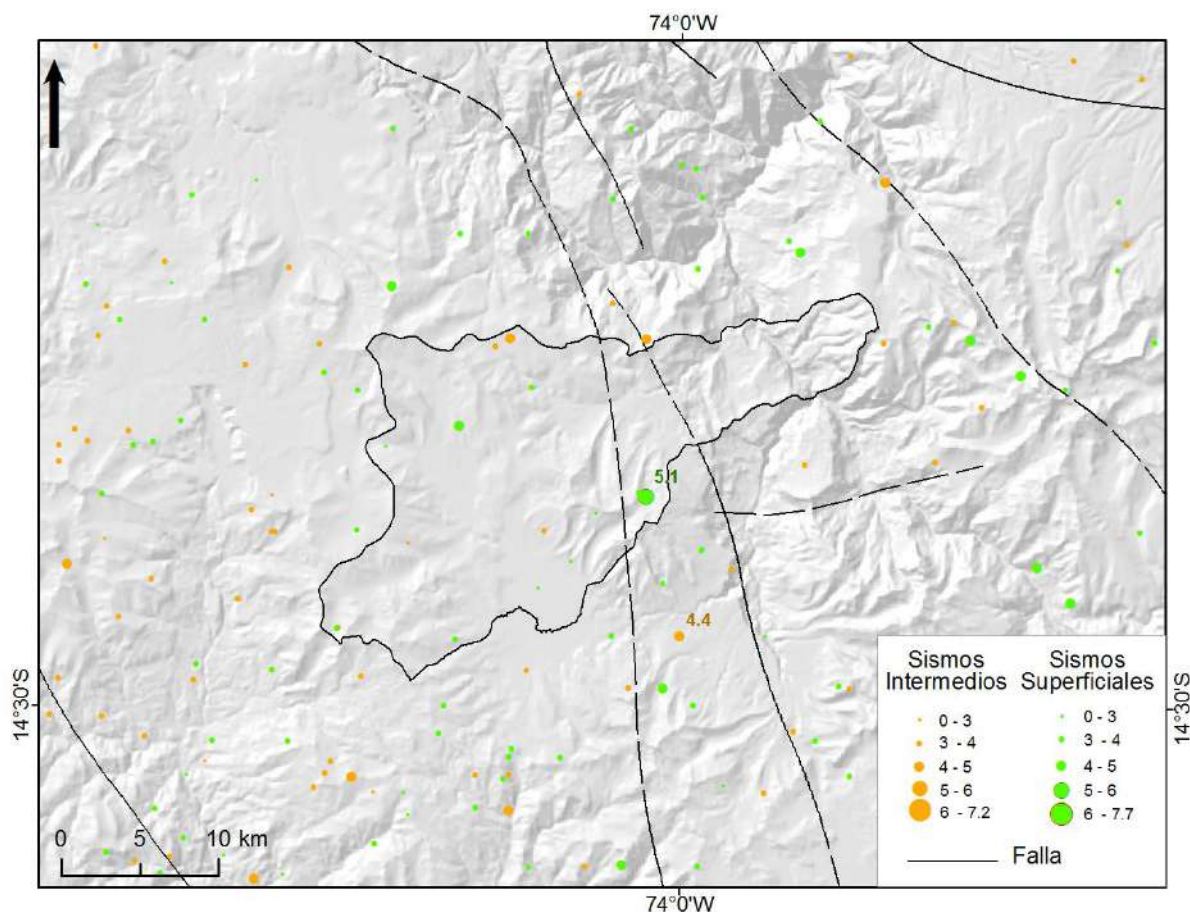 74°0'W
5.1
4.4
14°30'S
14°30'S
Sismos Intermedios
Sismos Superficiales
0 - 3
3 - 4
4 - 5
5 - 6
6 - 7.2
0 - 3
3 - 4
4 - 5
5 - 6
6 - 7.7
Falla
0 5 10 km
74°0'W